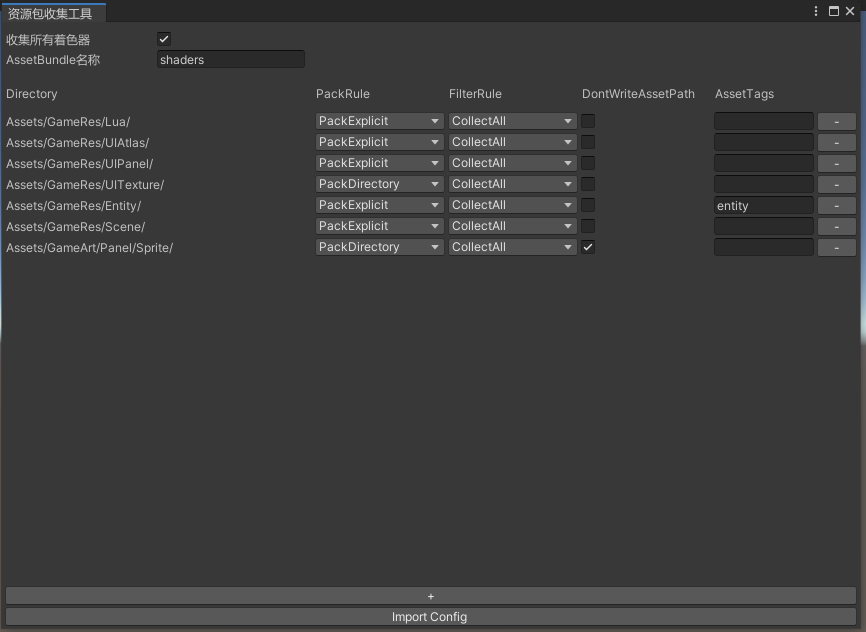 资源包收集工具
收集所有着色器
AssetBundle名称 shaders
Directory PackRule FilterRule DontWriteAssetPath AssetTags
Assets/GameRes/Lua/ PackExplicit CollectAll -
Assets/GameRes/UIAtlas/ PackExplicit CollectAll -
Assets/GameRes/UIPanel/ PackExplicit CollectAll -
Assets/GameRes/UITexture/ PackDirectory CollectAll -
Assets/GameRes/Entity/ PackExplicit CollectAll entity -
Assets/GameRes/Scene/ PackExplicit CollectAll -
Assets/GameArt/Panel/Sprite/ PackDirectory CollectAll -
+
Import Config